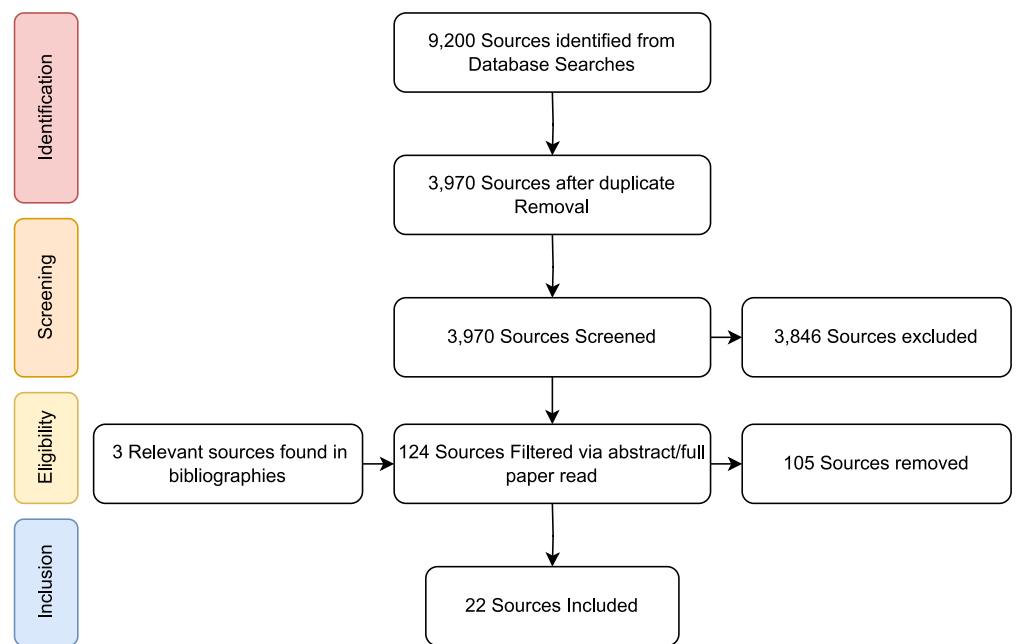 Identification
9,200 Sources identified from
Database Searches
3,970 Sources after duplicate
Removal
Screening
3,970 Sources Screened
3,846 Sources excluded
Eligibility
3 Relevant sources found in
bibliographies
124 Sources Filtered via abstract/full
paper read
105 Sources removed
Inclusion
22 Sources Included